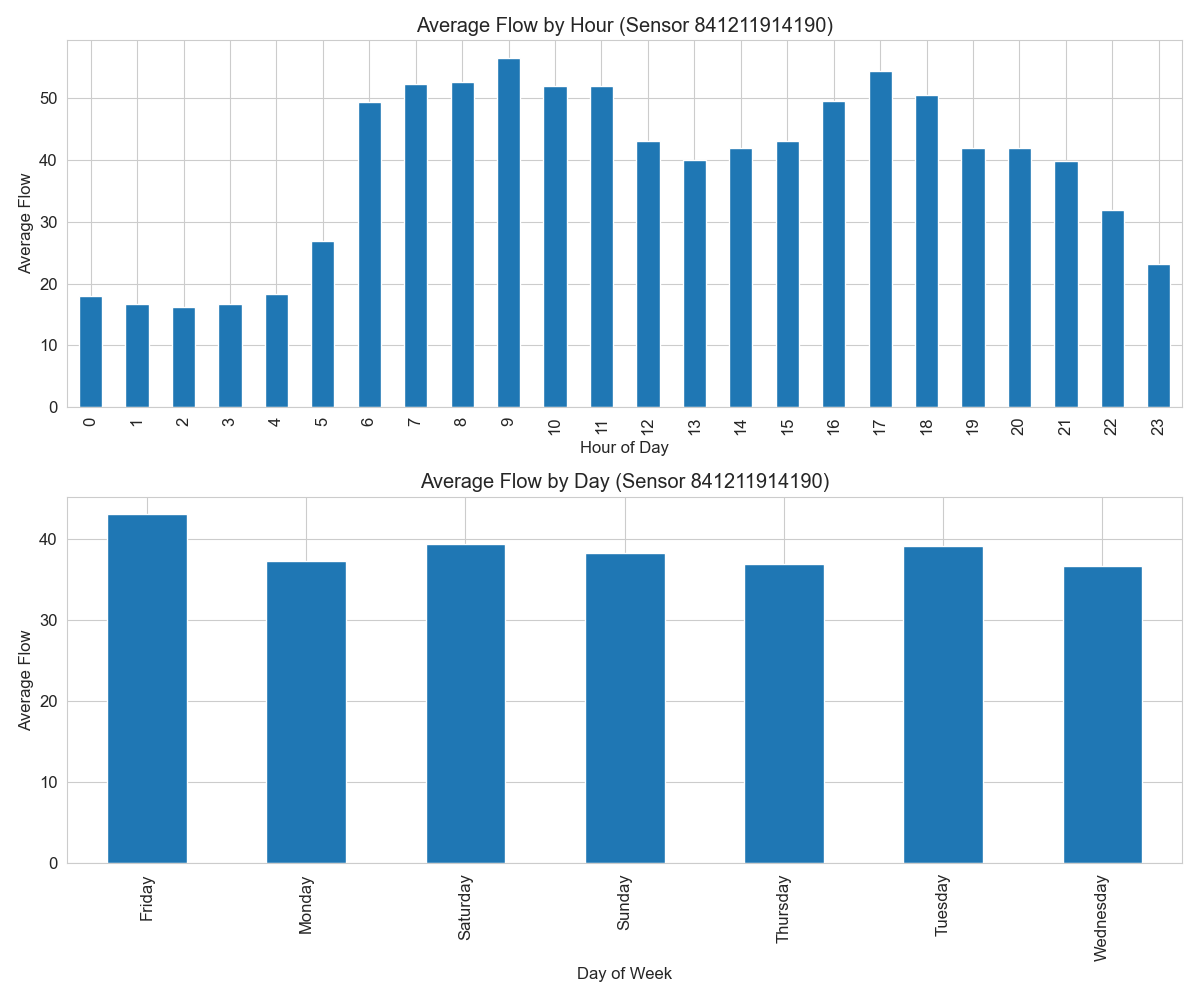 Average Flow by Hour (Sensor 841211914190)
Average Flow
50
40
30
20
10
0
0 1 2 3 4 5 6 7 8 9 10 11 12 13 14 15 16 17 18 19 20 21 22 23
Hour of Day
Average Flow by Day (Sensor 841211914190)
Average Flow
40
30
20
10
0
Friday Monday Saturday Sunday Thursday Tuesday Wednesday
Day of Week